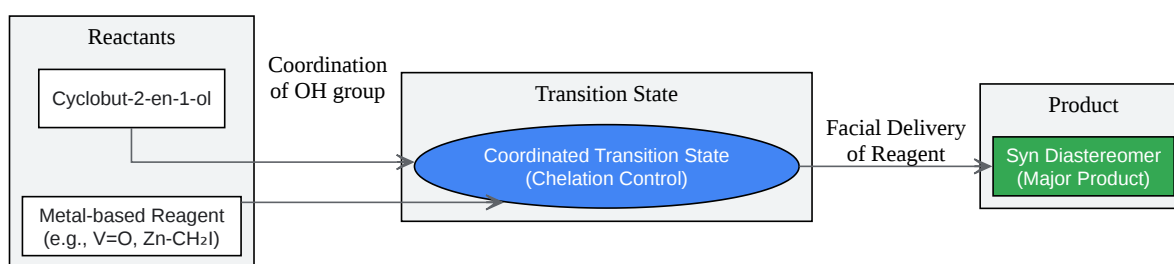 Reactants
Cyclobut-2-en-1-ol
Metal-based Reagent
(e.g., V=O, Zn-CH₂I)
Coordination
of OH group
Transition State
Coordinated Transition State
(Chelation Control)
Facial Delivery
of Reagent
Product
Syn Diastereomer
(Major Product)